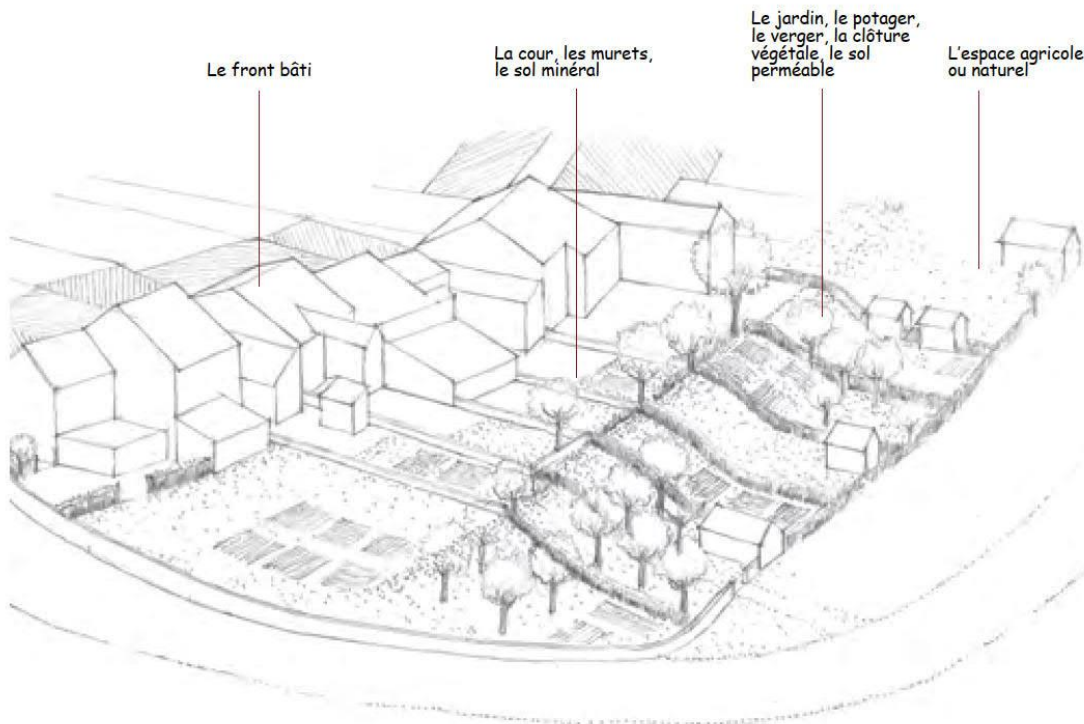 Le front bâti
La cour, les murets,
le sol minéral
Le jardin, le potager,
le verger, la clôture
végétale, le sol
perméable
L'espace agricole
ou naturel